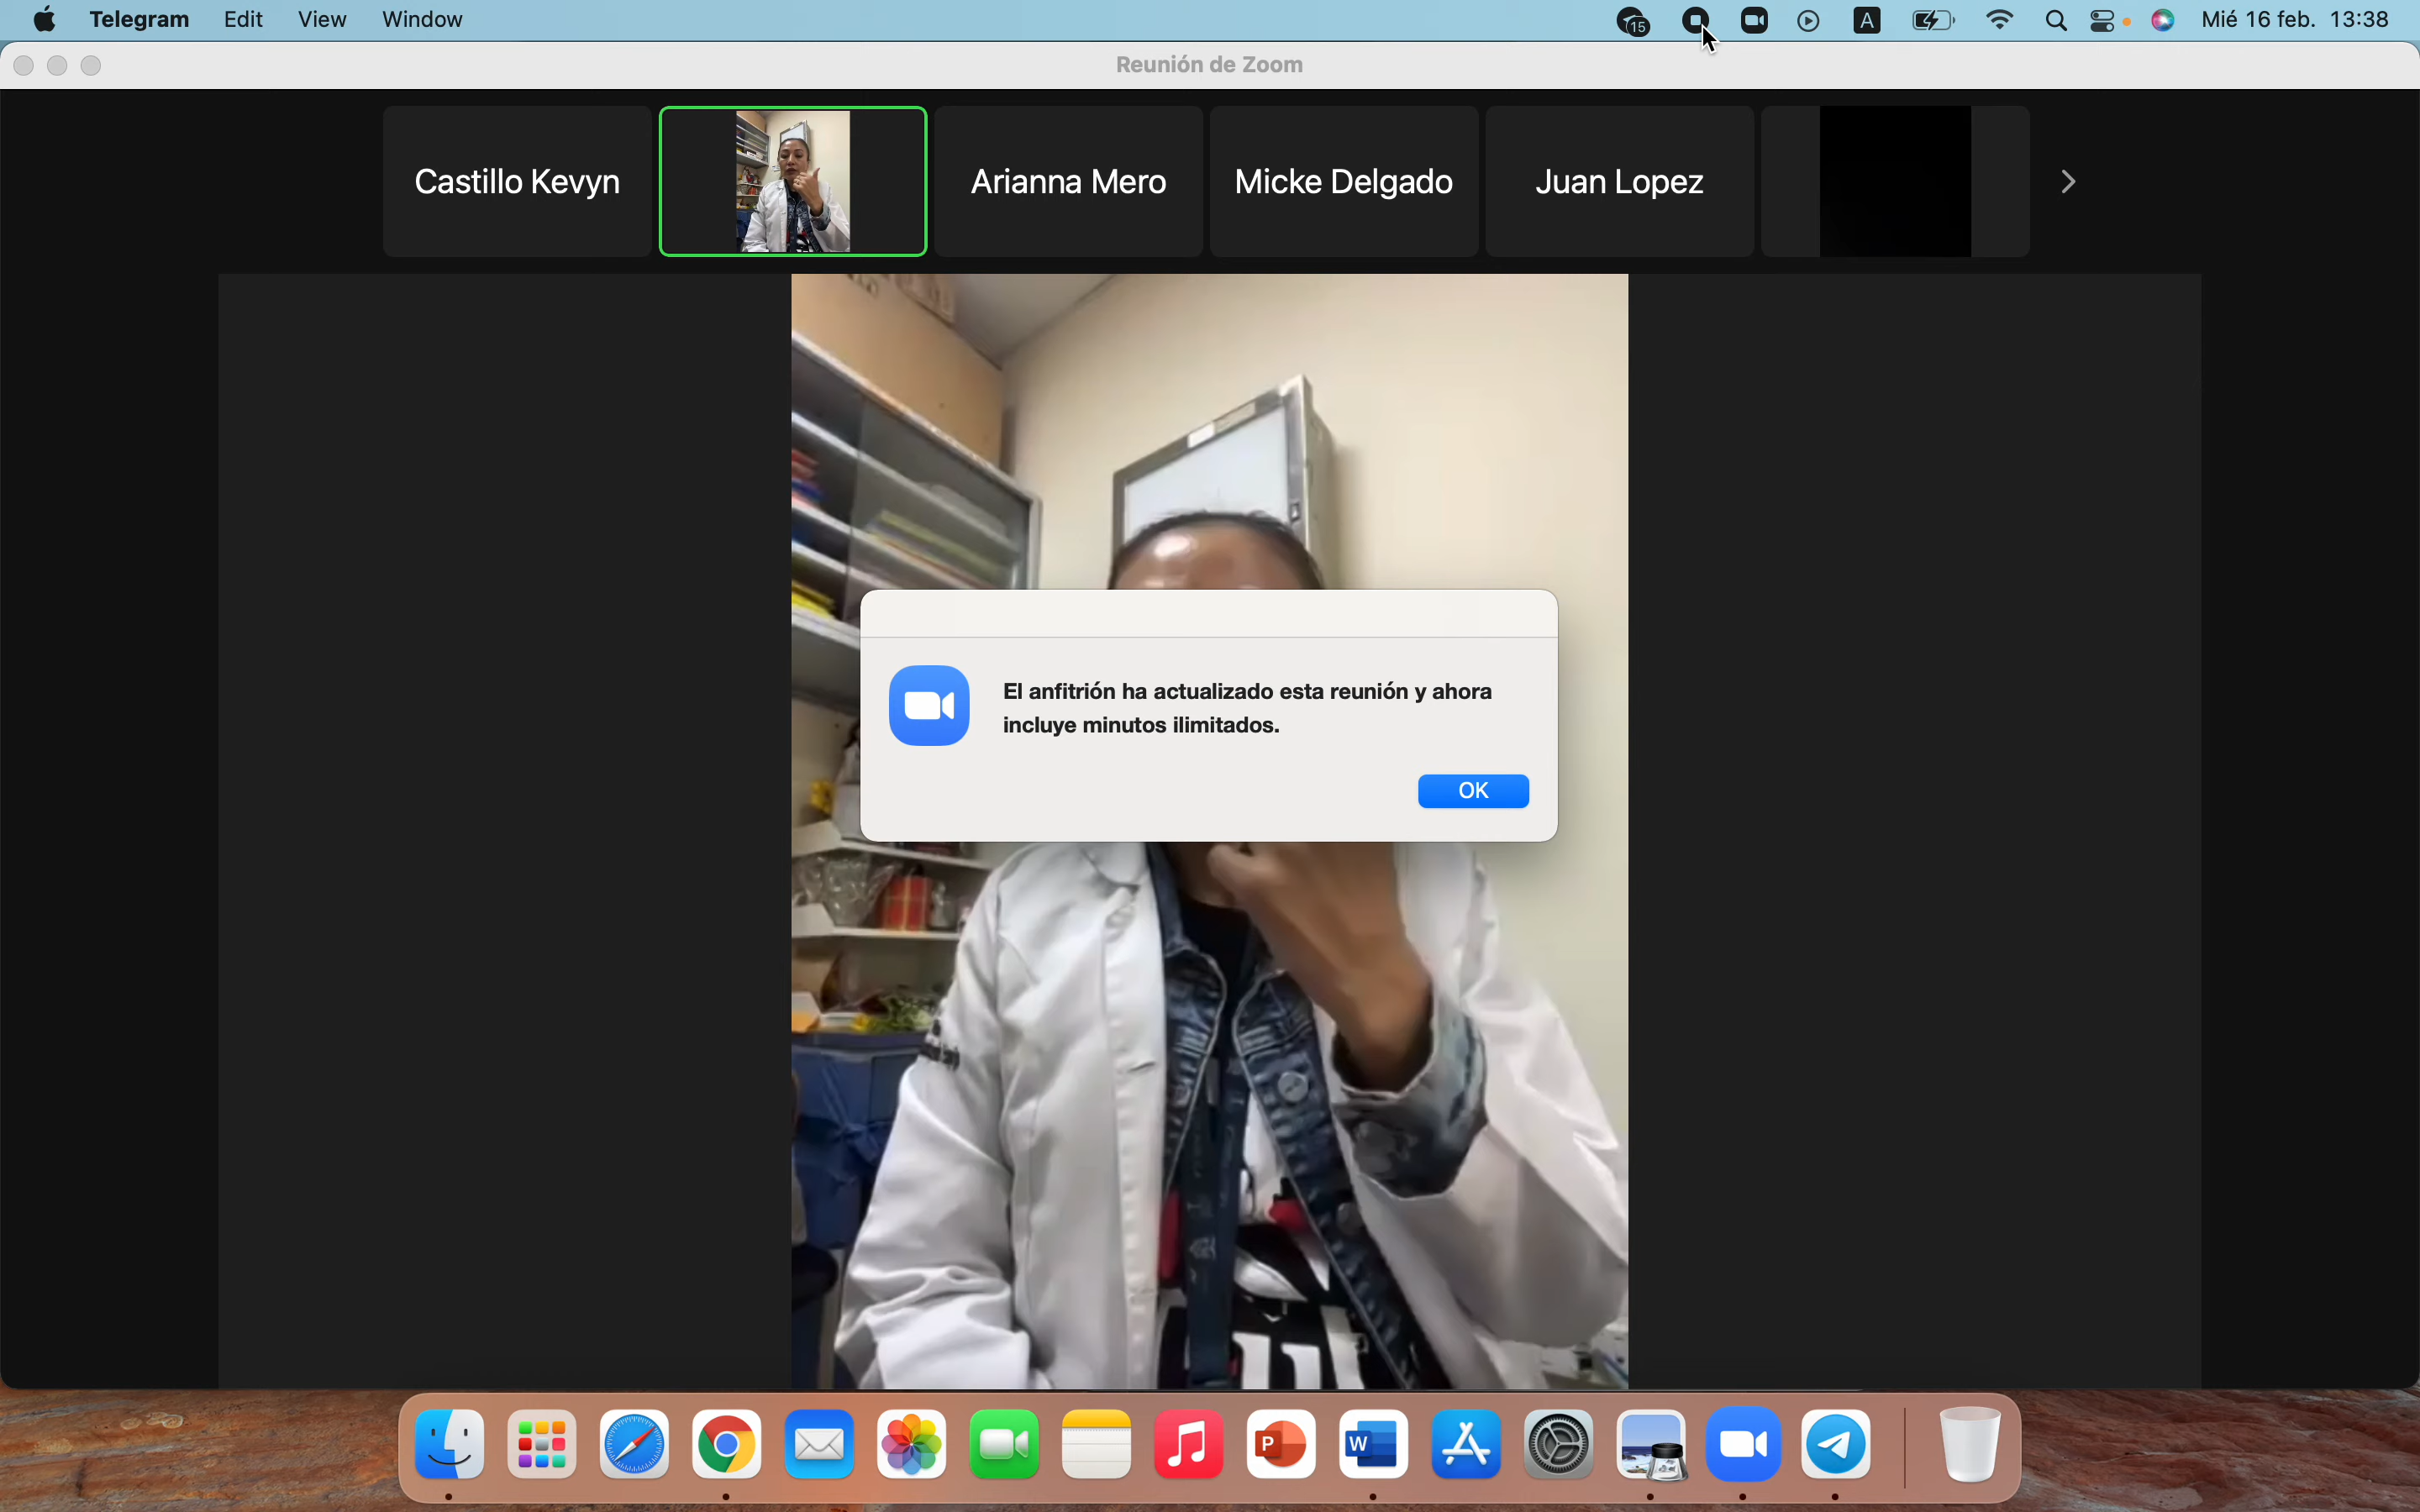 Telegram Edit View Window 15 A Mié 16 feb. 13:38
Reunión de Zoom
Castillo Kevyn Arianna Mero Micke Delgado Juan Lopez
El anfitrión ha actualizado esta reunión y ahora
incluye minutos ilimitados.
OK
P W